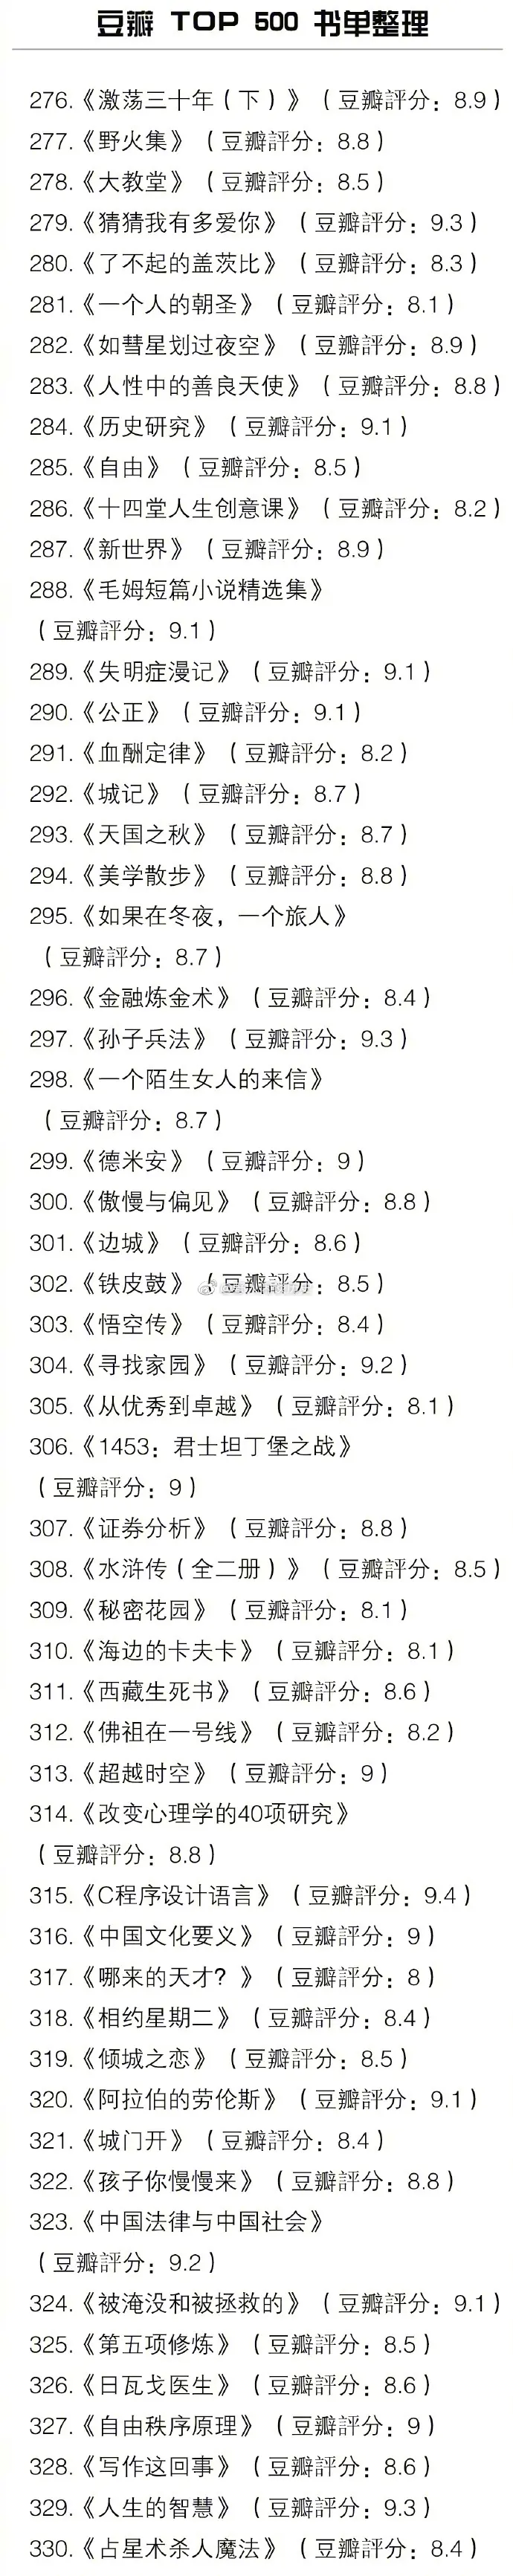 豆瓣 TOP 500 书单整理
276.《激荡三十年（下）》（豆瓣評分：8.9）
277.《野火集》（豆瓣評分：8.8）
278.《大教堂》（豆瓣評分：8.5）
279.《猜猜我有多爱你》（豆瓣評分：9.3）
280.《了不起的盖茨比》（豆瓣評分：8.3）
281.《一个人的朝圣》（豆瓣評分：8.1）
282.《如彗星划过夜空》（豆瓣評分：8.9）
283.《人性中的善良天使》（豆瓣評分：8.8）
284.《历史研究》（豆瓣評分：9.1）
285.《自由》（豆瓣評分：8.5）
286.《十四堂人生创意课》（豆瓣評分：8.2）
287.《新世界》（豆瓣評分：8.9）
288.《毛姆短篇小说精选集》
（豆瓣評分：9.1）
289.《失明症漫记》（豆瓣評分：9.1）
290.《公正》（豆瓣評分：9.1）
291.《血酬定律》（豆瓣評分：8.2）
292.《城记》（豆瓣評分：8.7）
293.《天国之秋》（豆瓣評分：8.7）
294.《美学散步》（豆瓣評分：8.8）
295.《如果在冬夜，一个旅人》
（豆瓣評分：8.7）
296.《金融炼金术》（豆瓣評分：8.4）
297.《孙子兵法》（豆瓣評分：9.3）
298.《一个陌生女人的来信》
（豆瓣評分：8.7）
299.《德米安》（豆瓣評分：9）
300.《傲慢与偏见》（豆瓣評分：8.8）
301.《边城》（豆瓣評分：8.6）
302.《铁皮鼓》（豆瓣評分：8.5）
303.《悟空传》（豆瓣評分：8.4）
304.《寻找家园》（豆瓣評分：9.2）
305.《从优秀到卓越》（豆瓣評分：8.1）
306.《1453：君士坦丁堡之战》
（豆瓣評分：9）
307.《证券分析》（豆瓣評分：8.8）
308.《水浒传（全二册）》（豆瓣評分：8.5）
309.《秘密花园》（豆瓣評分：8.1）
310.《海边的卡夫卡》（豆瓣評分：8.1）
311.《西藏生死书》（豆瓣評分：8.6）
312.《佛祖在一号线》（豆瓣評分：8.2）
313.《超越时空》（豆瓣評分：9）
314.《改变心理学的40项研究》
（豆瓣評分：8.8）
315.《C程序设计语言》（豆瓣評分：9.4）
316.《中国文化要义》（豆瓣評分：9）
317.《哪来的天才？》（豆瓣評分：8）
318.《相约星期二》（豆瓣評分：8.4）
319.《倾城之恋》（豆瓣評分：8.5）
320.《阿拉伯的劳伦斯》（豆瓣評分：9.1）
321.《城门开》（豆瓣評分：8.4）
322.《孩子你慢慢来》（豆瓣評分：8.8）
323.《中国法律与中国社会》
（豆瓣評分：9.2）
324.《被淹没和被拯救的》（豆瓣評分：9.1）
325.《第五项修炼》（豆瓣評分：8.5）
326.《日瓦戈医生》（豆瓣評分：8.6）
327.《自由秩序原理》（豆瓣評分：9）
328.《写作这回事》（豆瓣評分：8.6）
329.《人生的智慧》（豆瓣評分：9.3）
330.《占星术杀人魔法》（豆瓣評分：8.4）